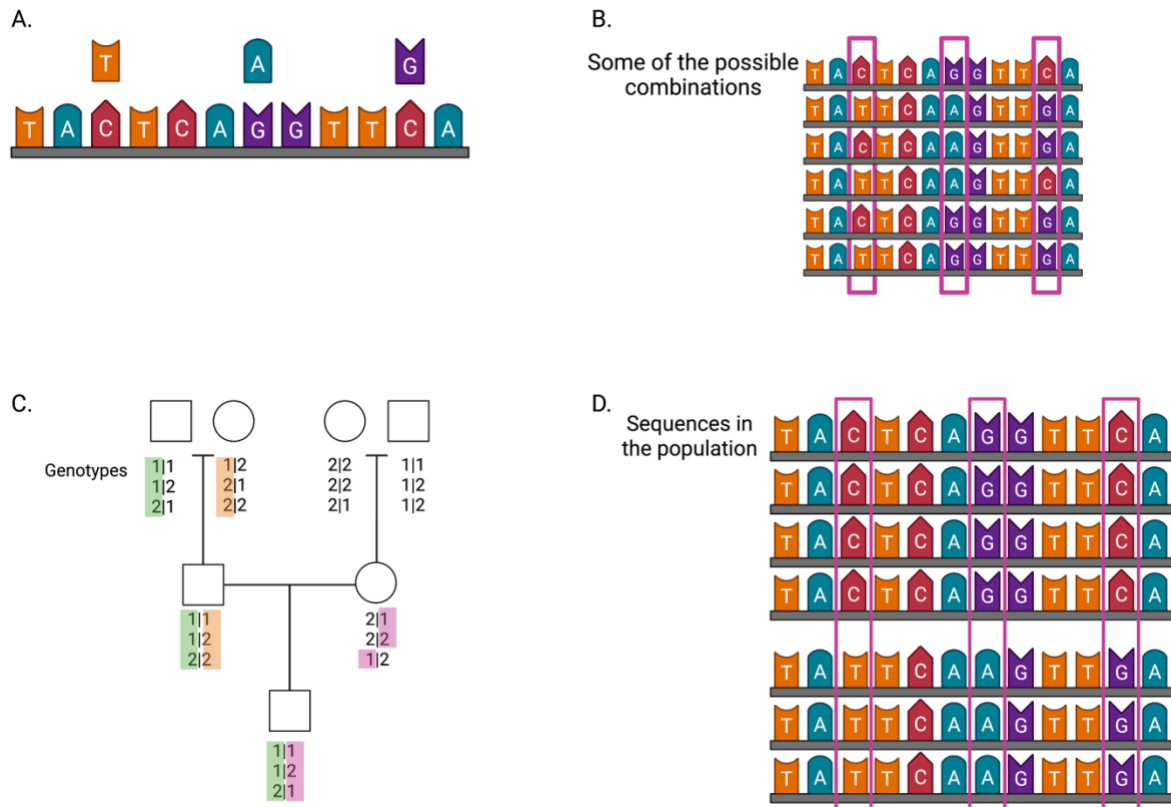 A.
T A G
T A C T C A G G T T C A
B.
Some of the possible
combinations
T A C T C A G G T T C A
T A T T C A A G T T G A
T A C T C A A G T T G A
T A T T C A A G T T C A
T A C T C A G G T T G A
T A T T C A G G T T G A
C.
Genotypes
1|1 1|2 2|2 1|1
1|2 2|1 2|2 1|2
2|1 2|2 2|1 1|2
1|1 2|1
1|2 2|2
2|2 1|2
1|1
1|2
2|1
D.
Sequences in
the population
T A C T C A G G T T C A
T A C T C A G G T T C A
T A C T C A G G T T C A
T A C T C A G G T T C A
T A T T C A A G T T G A
T A T T C A A G T T G A
T A T T C A A G T T G A